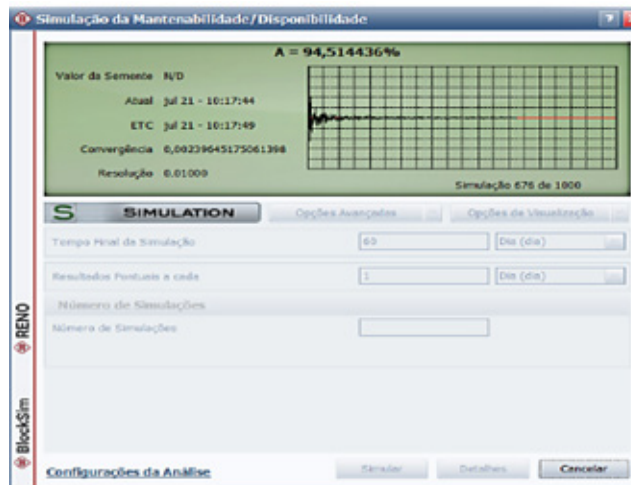 Simulação da Mantenabilidade/Disponibilidade
A = 94,514436%
Valor da Semente N/D
Atual jul 21 - 10:17:44
ETC jul 21 - 10:17:49
Convergência 0,00239645175061398
Resolução 0.01000
Simulação 676 de 1000
S SIMULATION
Opções Avançadas
Opções de Visualização
Tempo Final da Simulação 60 Dia (dia)
Resultados Pontuais a cada 1 Dia (dia)
Número de Simulações
Número de Simulações
BlockSim RENO
Configurações da Análise
Simular
Detalhes
Cancelar